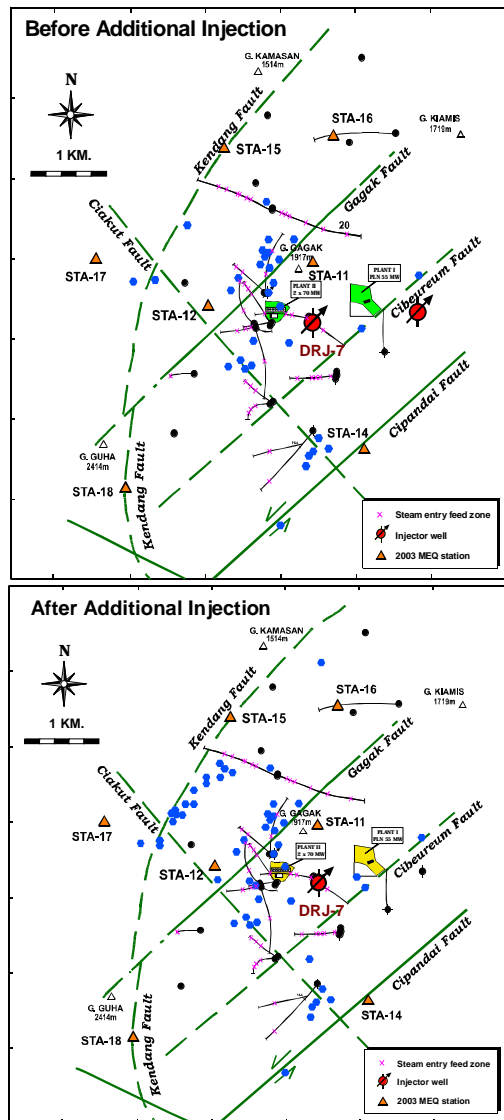 Before Additional Injection
G. KAMASAN
1514m
N
1 KM.
STA-16
G. KIAMIS
1719m
Kendang Fault
STA-15
Gagak Fault
20
Ciakut Fault
STA-17
G. GAGAK
1917m
STA-11
PLANT I
PLN 55 MW
PLANT II
2 x 70 MW
Cibeureum Fault
STA-12
DRJ-7
Cipandai Fault
STA-14
G. GUHA
2414m
STA-18
Kendang Fault
Steam entry feed zone
Injector well
2003 MEQ station
After Additional Injection
G. KAMASAN
1514m
N
1 KM.
STA-16
G. KIAMIS
1719m
Kendang Fault
STA-15
Gagak Fault
Ciakut Fault
STA-17
G. GAGAK
917m
STA-11
PLANT I
PLN 55 MW
PLANT II
2 x 70 MW
Cibeureum Fault
STA-12
DRJ-7
Cipandai Fault
G. GUHA
2414m
STA-14
STA-18
Kendang Fault
Steam entry feed zone
Injector well
2003 MEQ station